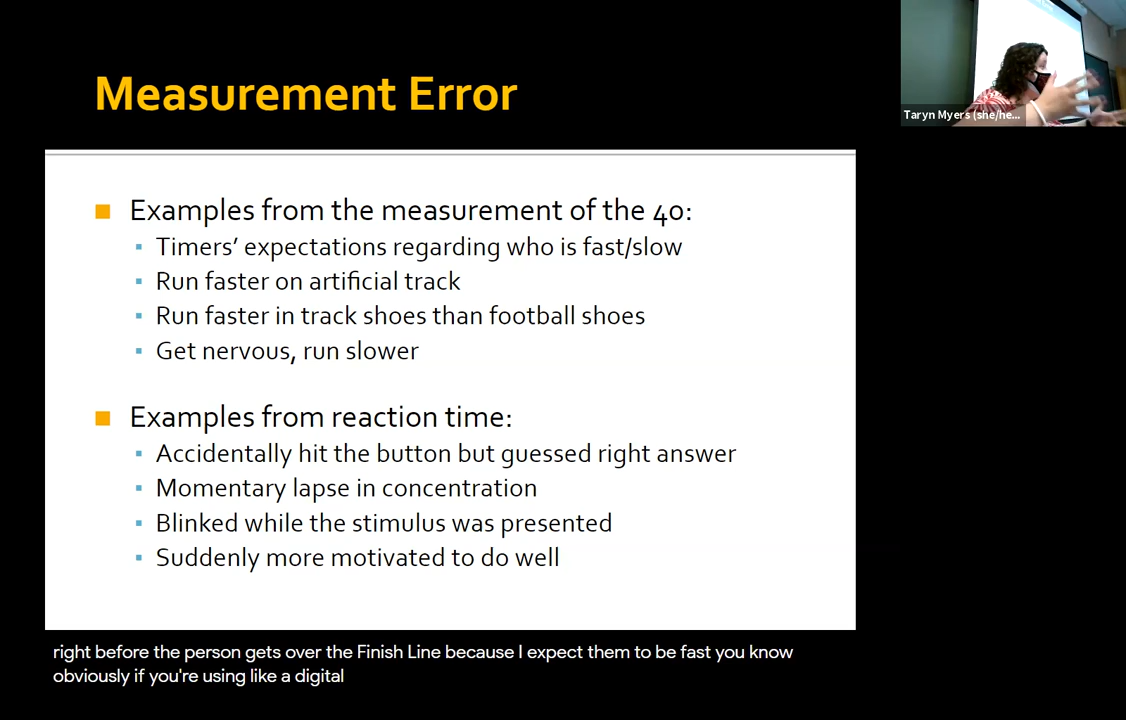 Measurement Error
Taryn Myers (she/he...
Examples from the measurement of the 40:
Timers' expectations regarding who is fast/slow
Run faster on artificial track
Run faster in track shoes than football shoes
Get nervous, run slower
Examples from reaction time:
Accidentally hit the button but guessed right answer
Momentary lapse in concentration
Blinked while the stimulus was presented
Suddenly more motivated to do well
right before the person gets over the Finish Line because I expect them to be fast you know
obviously if you're using like a digital